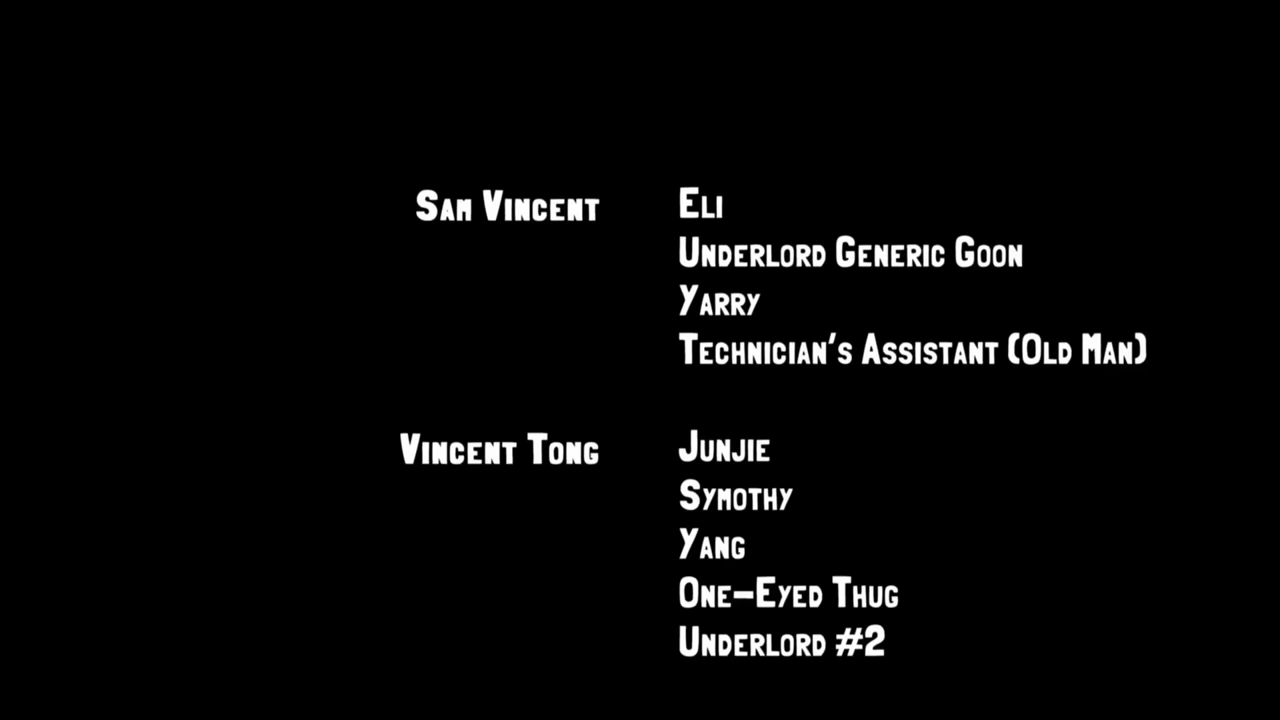 Sam Vincent Eli
Underlord Generic Goon
Yarry
Technician's Assistant (Old Man)
Vincent Tong Junjie
Symothy
Yang
One-Eyed Thug
Underlord #2